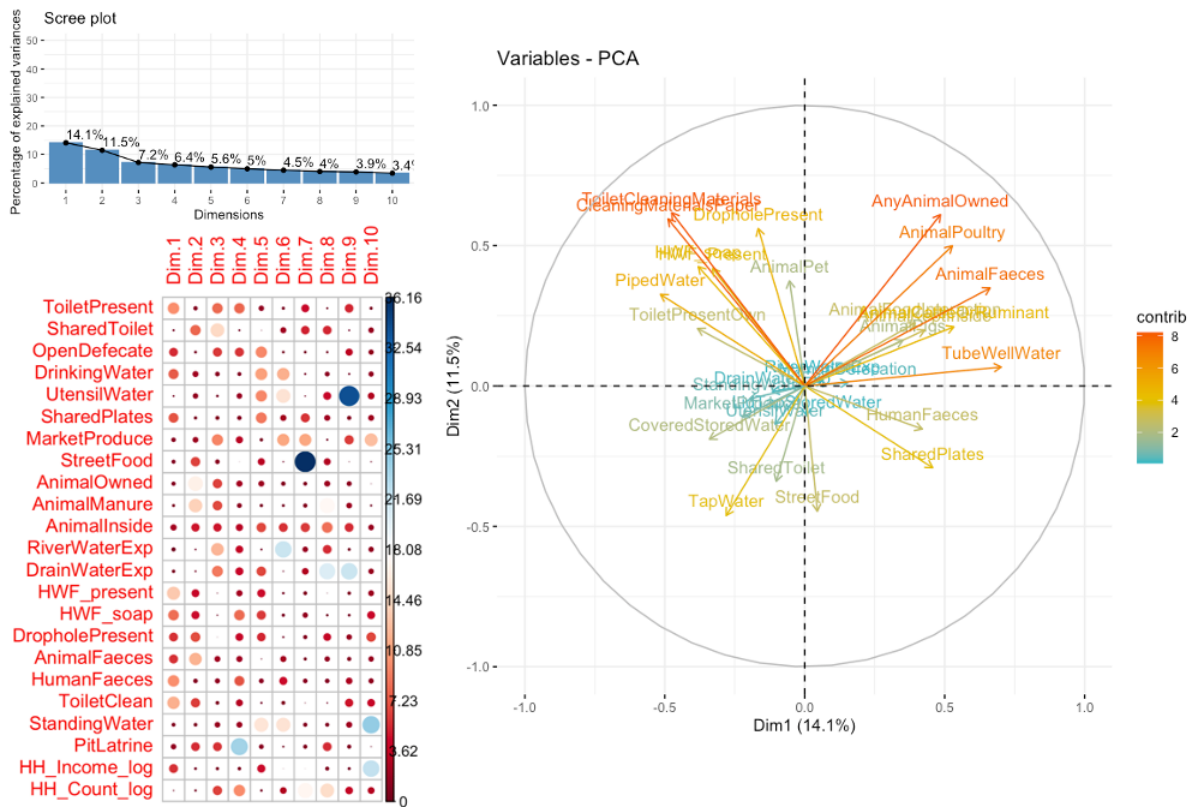 Scree plot
Percentage of explained variances
50
40
30
20
10
0
14.1%
11.5%
7.2%
6.4%
5.6%
5%
4.5%
4%
3.9%
3.4%
1 2 3 4 5 6 7 8 9 10
Dimensions
Dim.1 Dim.2 Dim.3 Dim.4 Dim.5 Dim.6 Dim.7 Dim.8 Dim.9 Dim.10
ToiletPresent
SharedToilet
OpenDefecate
DrinkingWater
UtensilWater
SharedPlates
MarketProduce
StreetFood
AnimalOwned
AnimalManure
AnimalInside
RiverWaterExp
DrainWaterExp
HWF_present
HWF_soap
DropholePresent
AnimalFaeces
HumanFaeces
ToiletClean
StandingWater
PitLatrine
HH_Income_log
HH_Count_log
36.16
32.54
28.93
25.31
21.69
18.08
14.46
10.85
7.23
3.62
0
Variables - PCA
Dim2 (11.5%)
1.0
0.5
0.0
-0.5
-1.0
ToiletCleaningMaterials
CleaningMaterialsPaper
DropholePresent
AnyAnimalOwned
AnimalPoultry
HWF_Present
AnimalPet
AnimalFaeces
PipedWater
ToiletPresentOwn
AnimalPigs
TubeWellWater
RiverWaterExp
HumanFaeces
UtensilWater
CoveredStoredWater
SharedPlates
SharedToilet
TapWater
StreetFood
-1.0 -0.5 0.0 0.5 1.0
Dim1 (14.1%)
contrib
8
6
4
2